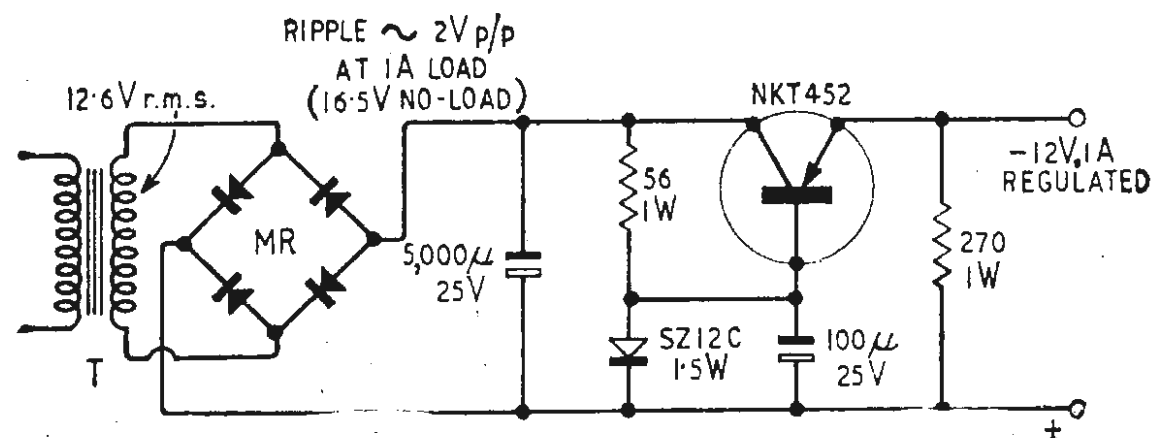 RIPPLE ~ 2V p/p
AT 1A LOAD
(16·5V NO-LOAD)
12·6V r.m.s.
NKT452
-12V,1A
REGULATED
56
1W
MR
5,000μ
25V
270
1W
SZ12C
1·5W
100μ
25V
T
+